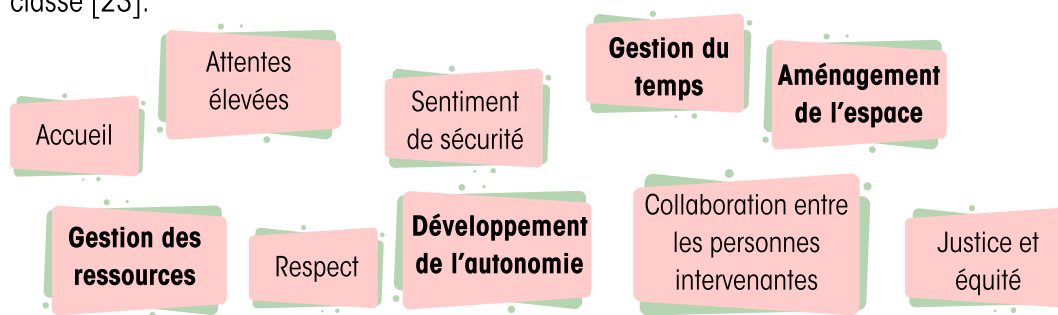 classe [23].
Attentes
élevées
Accueil
Sentiment
de sécurité
Gestion du
temps
Aménagement
de l'espace
Gestion des
ressources
Respect
Développement
de l'autonomie
Collaboration entre
les personnes
intervenantes
Justice et
équité